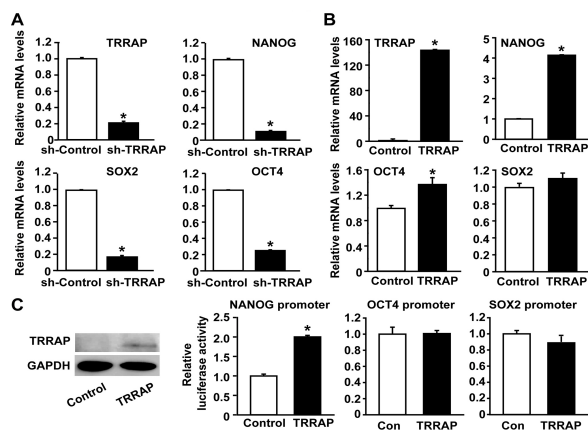 A
B
Relative mRNA levels
TRRAP
1.2
1.0
0.8
0.6
0.4
0.2
0
*
sh-Control sh-TRRAP
NANOG
1.2
1.0
0.8
0.6
0.4
0.2
0
*
sh-Control sh-TRRAP
Relative mRNA levels
TRRAP
160
120
80
40
0
*
Control TRRAP
NANOG
5
4
3
2
1
0
*
Control TRRAP
Relative mRNA levels
SOX2
1.2
1.0
0.8
0.6
0.4
0.2
0
*
sh-Control sh-TRRAP
OCT4
1.2
1.0
0.8
0.6
0.4
0.2
0
*
sh-Control sh-TRRAP
Relative mRNA levels
OCT4
1.6
1.2
0.8
0.4
0
*
Control TRRAP
SOX2
1.2
1.0
0.8
0.6
0.4
0.2
0
Control TRRAP
C
TRRAP
GAPDH
Control
TRRAP
NANOG promoter
Relative
luciferase activity
2.5
2.0
1.5
1.0
0.5
0
*
Control TRRAP
OCT4 promoter
1.2
1.0
0.8
0.6
0.4
0.2
0
Con TRRAP
SOX2 promoter
1.2
1.0
0.8
0.6
0.4
0.2
0
Con TRRAP